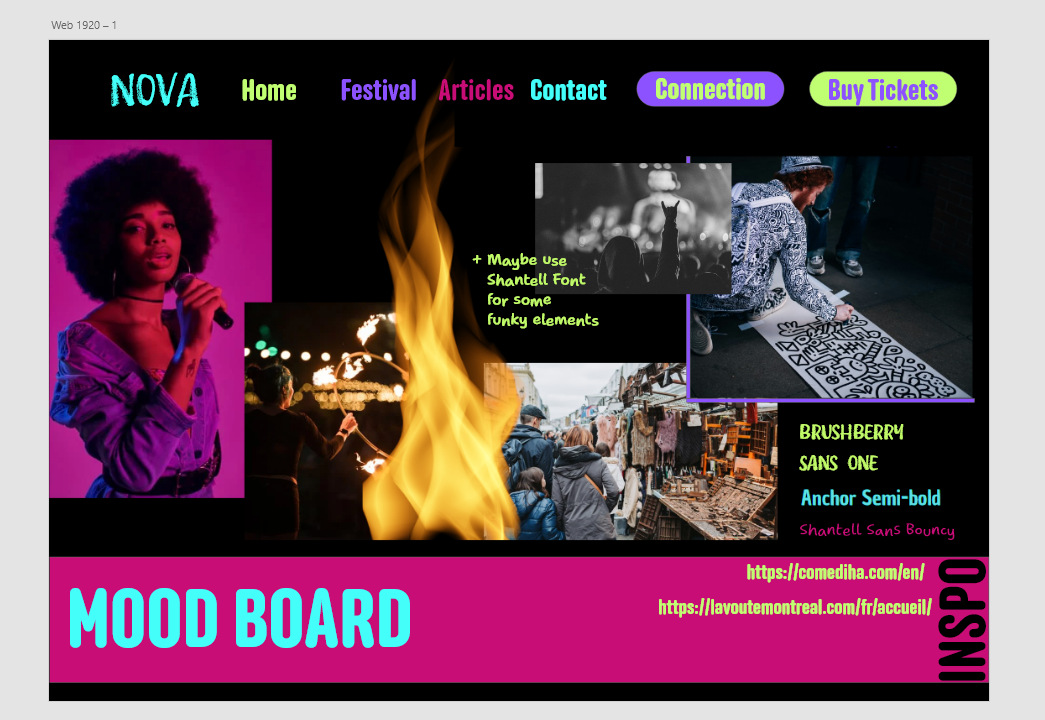 Web 1920 – 1
NOVA
Home
Festival
Articles
Contact
Connection
Buy Tickets
+ Maybe use
Shantell Font
for some
funky elements
BRUSHBERRY
SANS ONE
Anchor Semi-bold
Shantell Sans Bouncy
MOOD BOARD
https://comediha.com/en/
https://lavoutemontreal.com/fr/accueil/
INSPO